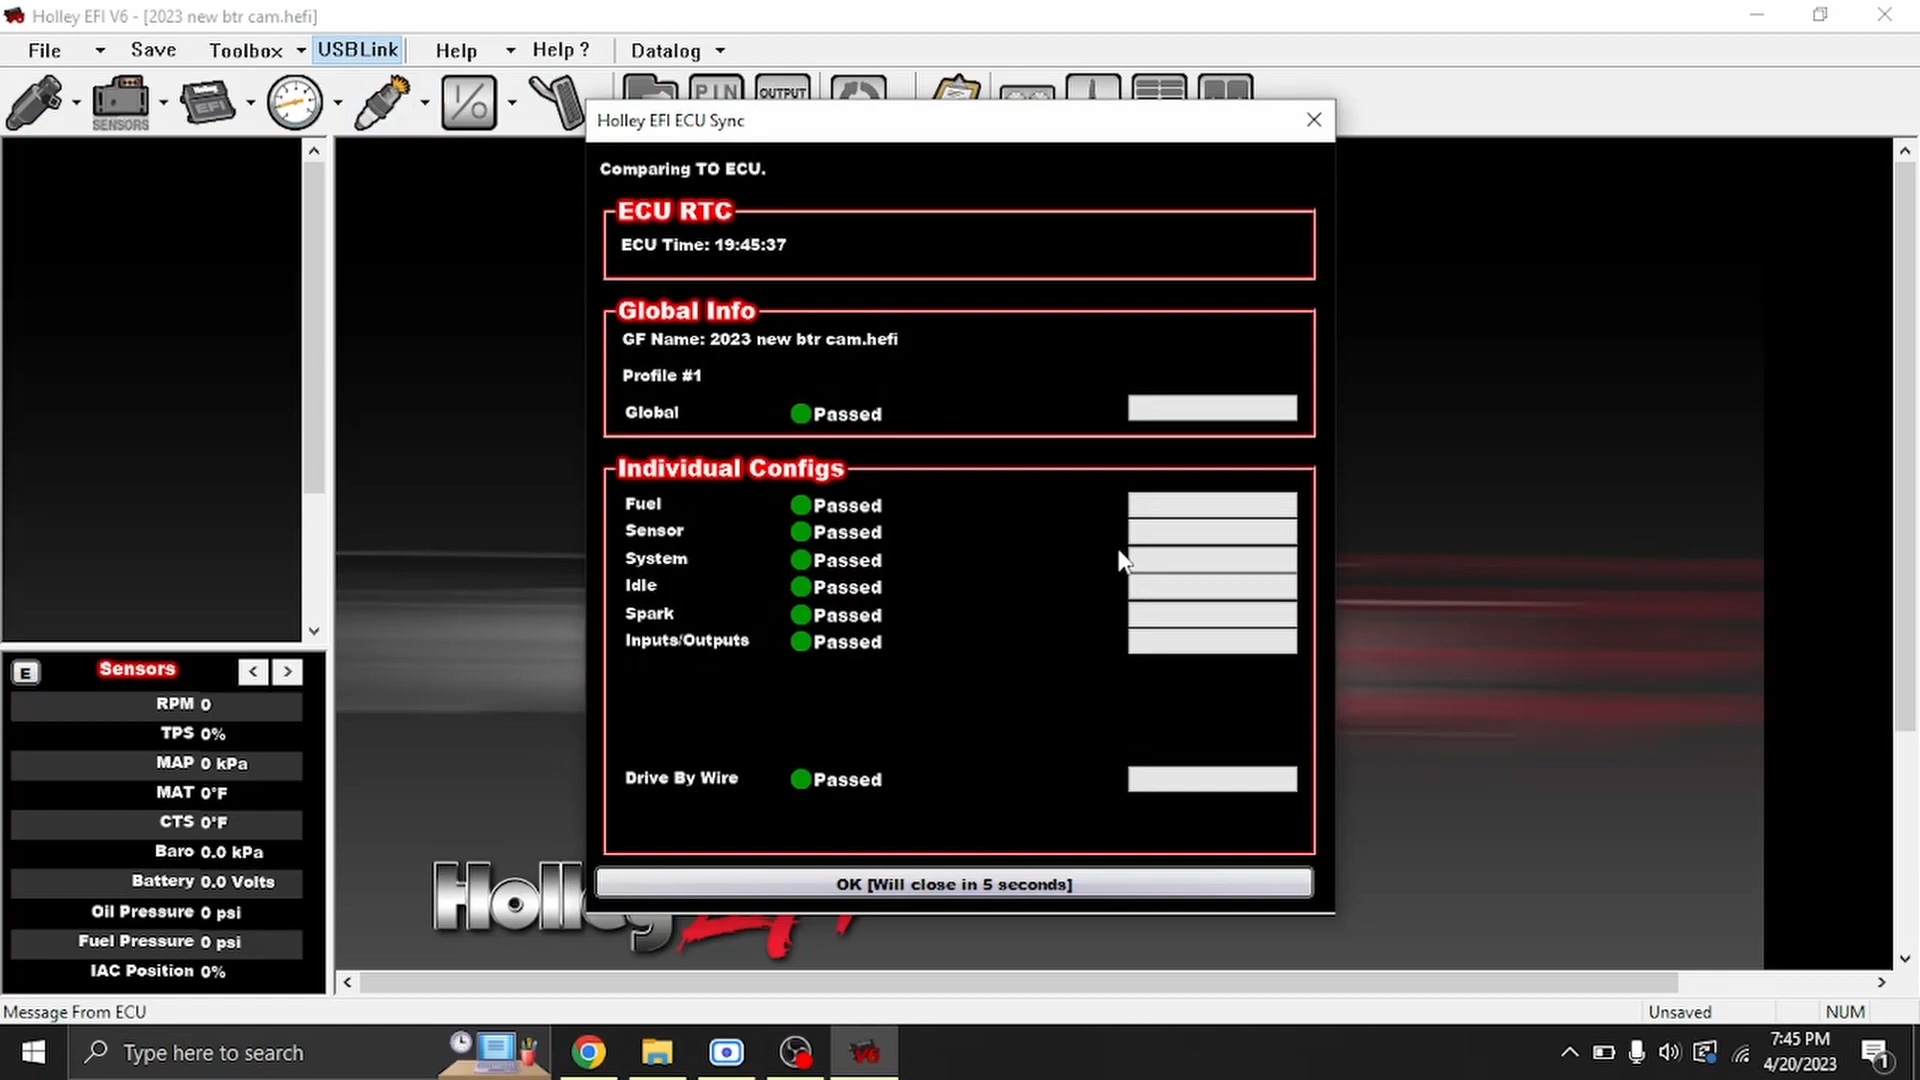 Holley EFI V6 - [2023 new btr cam.hefi]
File Save Toolbox USBLink Help Help ? Datalog
SENSORS
Holley EFI
I/O
PIN
OUTPUT
Holley EFI ECU Sync
Comparing TO ECU.
ECU RTC
ECU Time: 19:45:37
Global Info
GF Name: 2023 new btr cam.hefi
Profile #1
Global Passed
Individual Configs
Fuel Passed
Sensor Passed
System Passed
Idle Passed
Spark Passed
Inputs/Outputs Passed
Drive By Wire Passed
OK [Will close in 5 seconds]
E Sensors < >
RPM 0
TPS 0%
MAP 0 kPa
MAT 0°F
CTS 0°F
Baro 0.0 kPa
Battery 0.0 Volts
Oil Pressure 0 psi
Fuel Pressure 0 psi
IAC Position 0%
Message From ECU
Unsaved NUM
Type here to search
V6
7:45 PM
4/20/2023
1